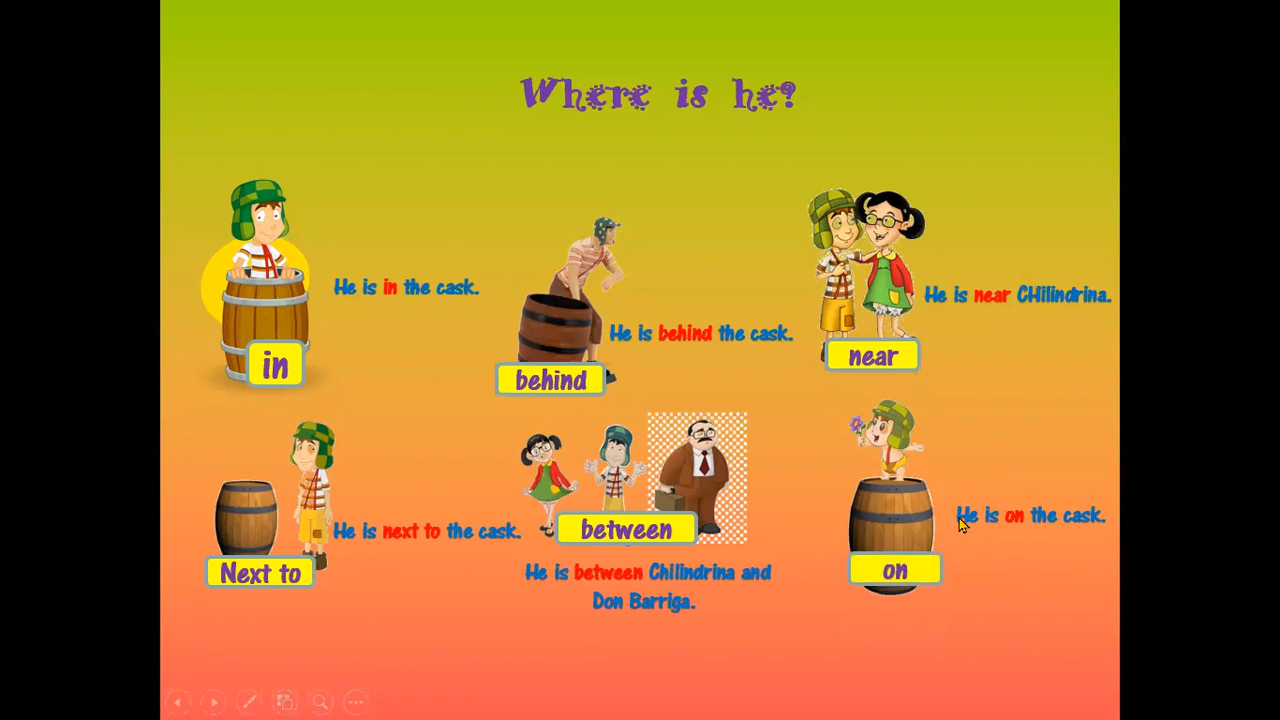 Where is he?
He is in the cask.
in
He is behind the cask.
behind
He is near CHilindrina.
near
He is next to the cask.
Next to
between
He is between Chilindrina and
Don Barriga.
He is on the cask.
on